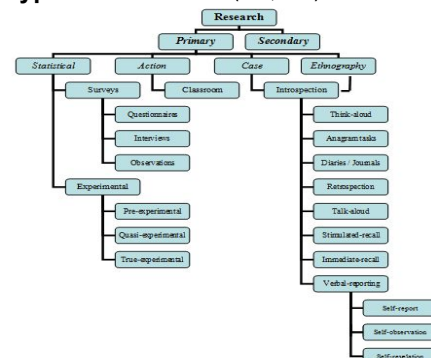 Research
Primary
Secondary
Statistical
Action
Case
Ethnography
Surveys
Classroom
Introspection
Questionnaires
Interviews
Observations
Experimental
Pre-experimental
Quasi-experimental
True-experimental
Think-aloud
Anagram tasks
Diaries / Journals
Retrospection
Talk-aloud
Stimulated-recall
Immediate-recall
Verbal-reporting
Self-report
Self-observation
Self-revelation